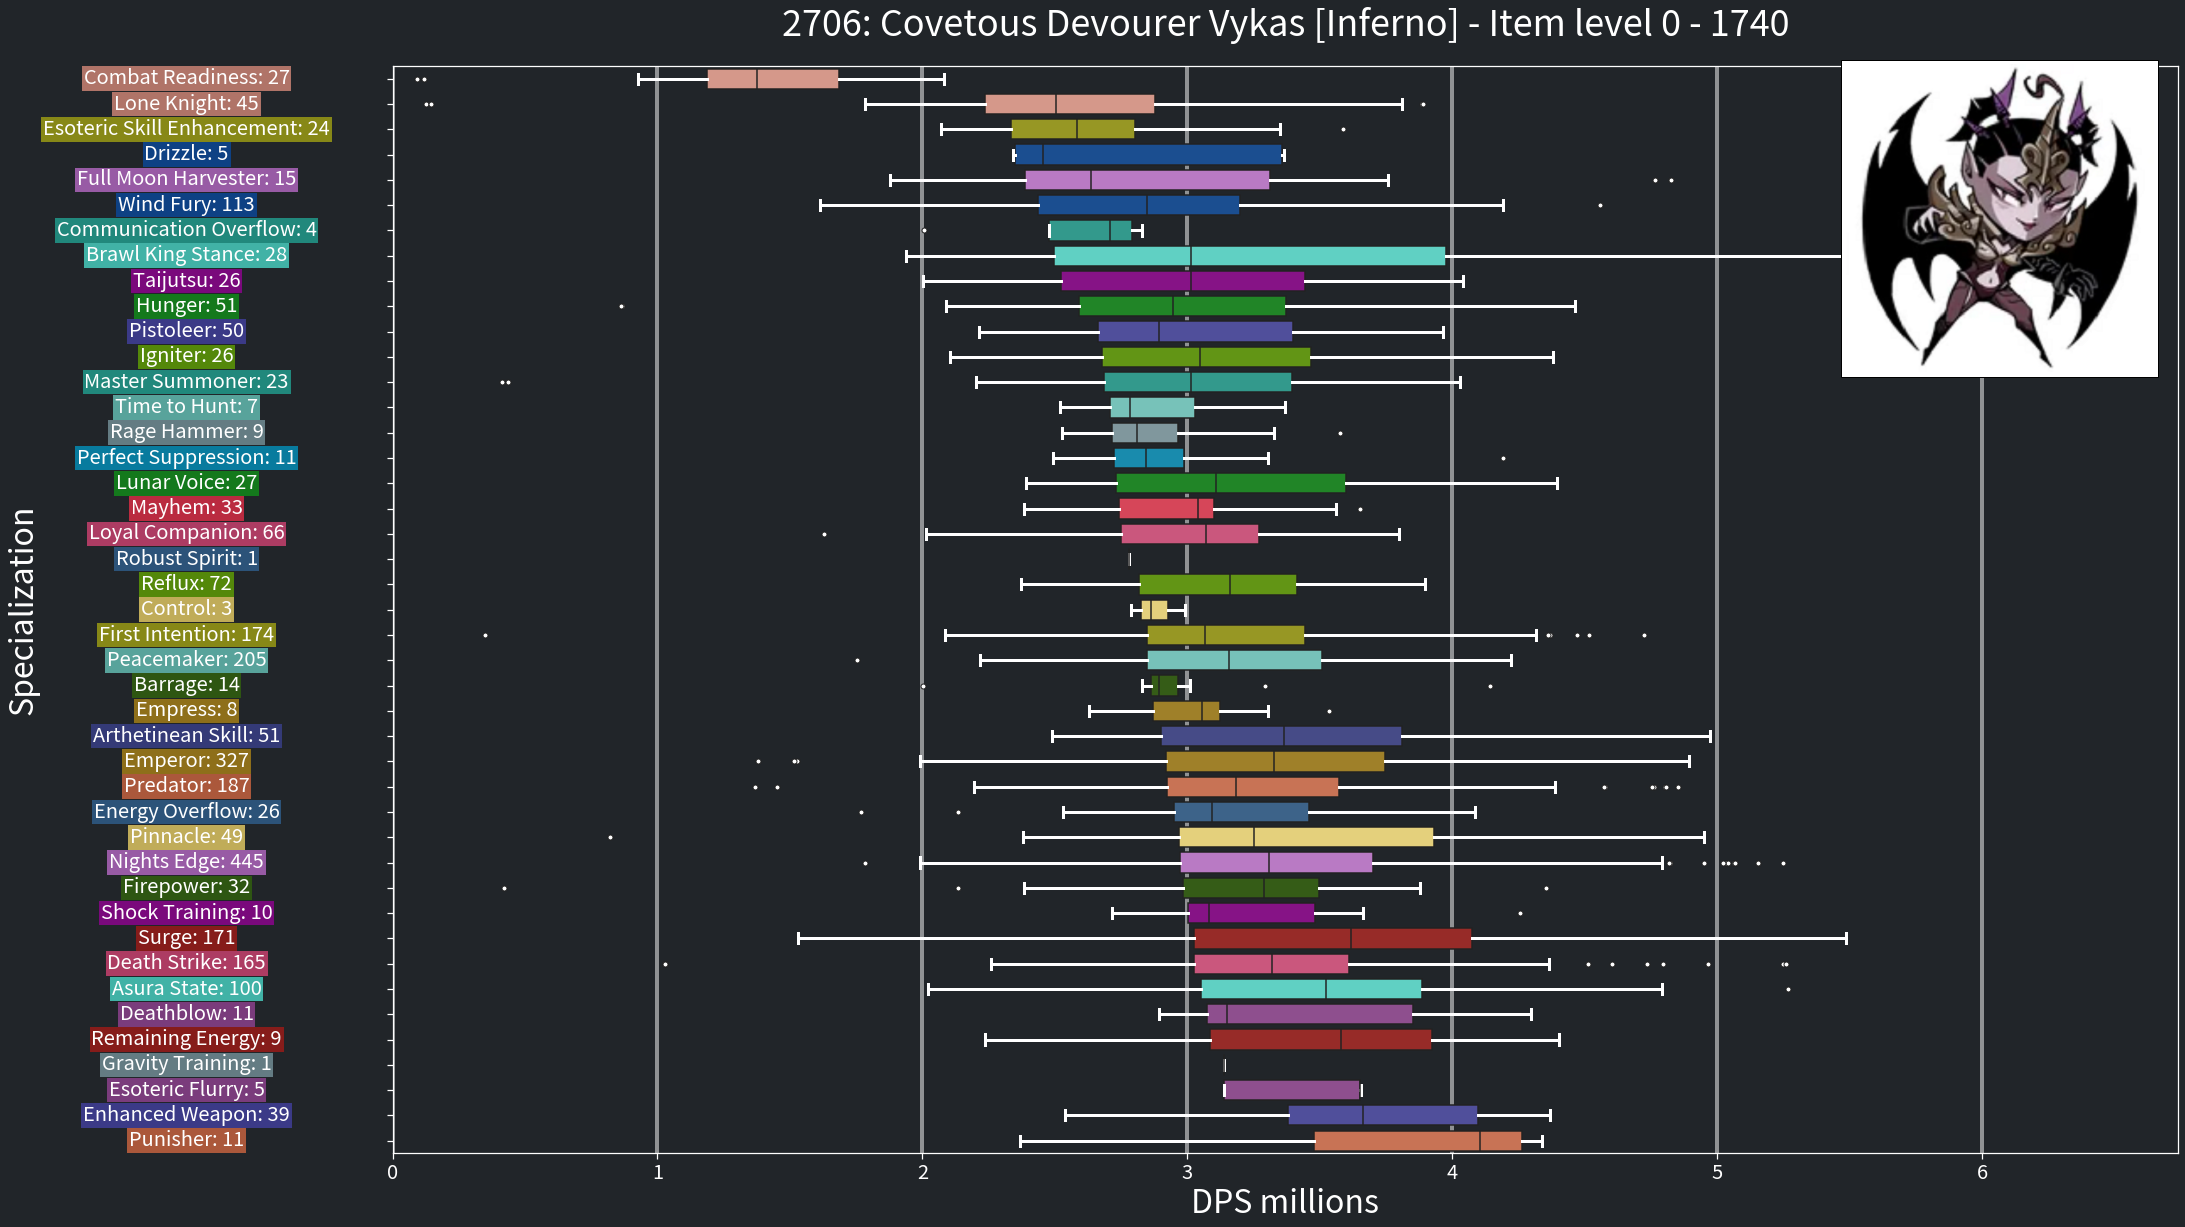 2706: Covetous Devourer Vykas [Inferno] - Item level 0 - 1740
Specialization
Combat Readiness: 27
Lone Knight: 45
Esoteric Skill Enhancement: 24
Drizzle: 5
Full Moon Harvester: 15
Wind Fury: 113
Communication Overflow: 4
Brawl King Stance: 28
Taijutsu: 26
Hunger: 51
Pistoleer: 50
Igniter: 26
Master Summoner: 23
Time to Hunt: 7
Rage Hammer: 9
Perfect Suppression: 11
Lunar Voice: 27
Mayhem: 33
Loyal Companion: 66
Robust Spirit: 1
Reflux: 72
Control: 3
First Intention: 174
Peacemaker: 205
Barrage: 14
Empress: 8
Arthetinean Skill: 51
Emperor: 327
Predator: 187
Energy Overflow: 26
Pinnacle: 49
Nights Edge: 445
Firepower: 32
Shock Training: 10
Surge: 171
Death Strike: 165
Asura State: 100
Deathblow: 11
Remaining Energy: 9
Gravity Training: 1
Esoteric Flurry: 5
Enhanced Weapon: 39
Punisher: 11
0 1 2 3 4 5 6
DPS millions